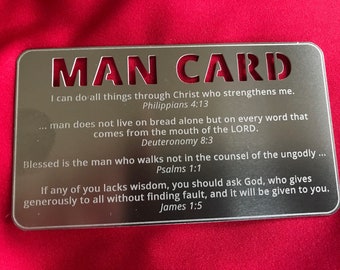 MAN CARD
I can do all things through Christ who strengthens me.
Philippians 4:13
... man does not live on bread alone but on every word that
comes from the mouth of the LORD.
Deuteronomy 8:3
Blessed is the man who walks not in the counsel of the ungodly ...
Psalms 1:1
If any of you lacks wisdom, you should ask God, who gives
generously to all without finding fault, and it will be given to you.
James 1:5